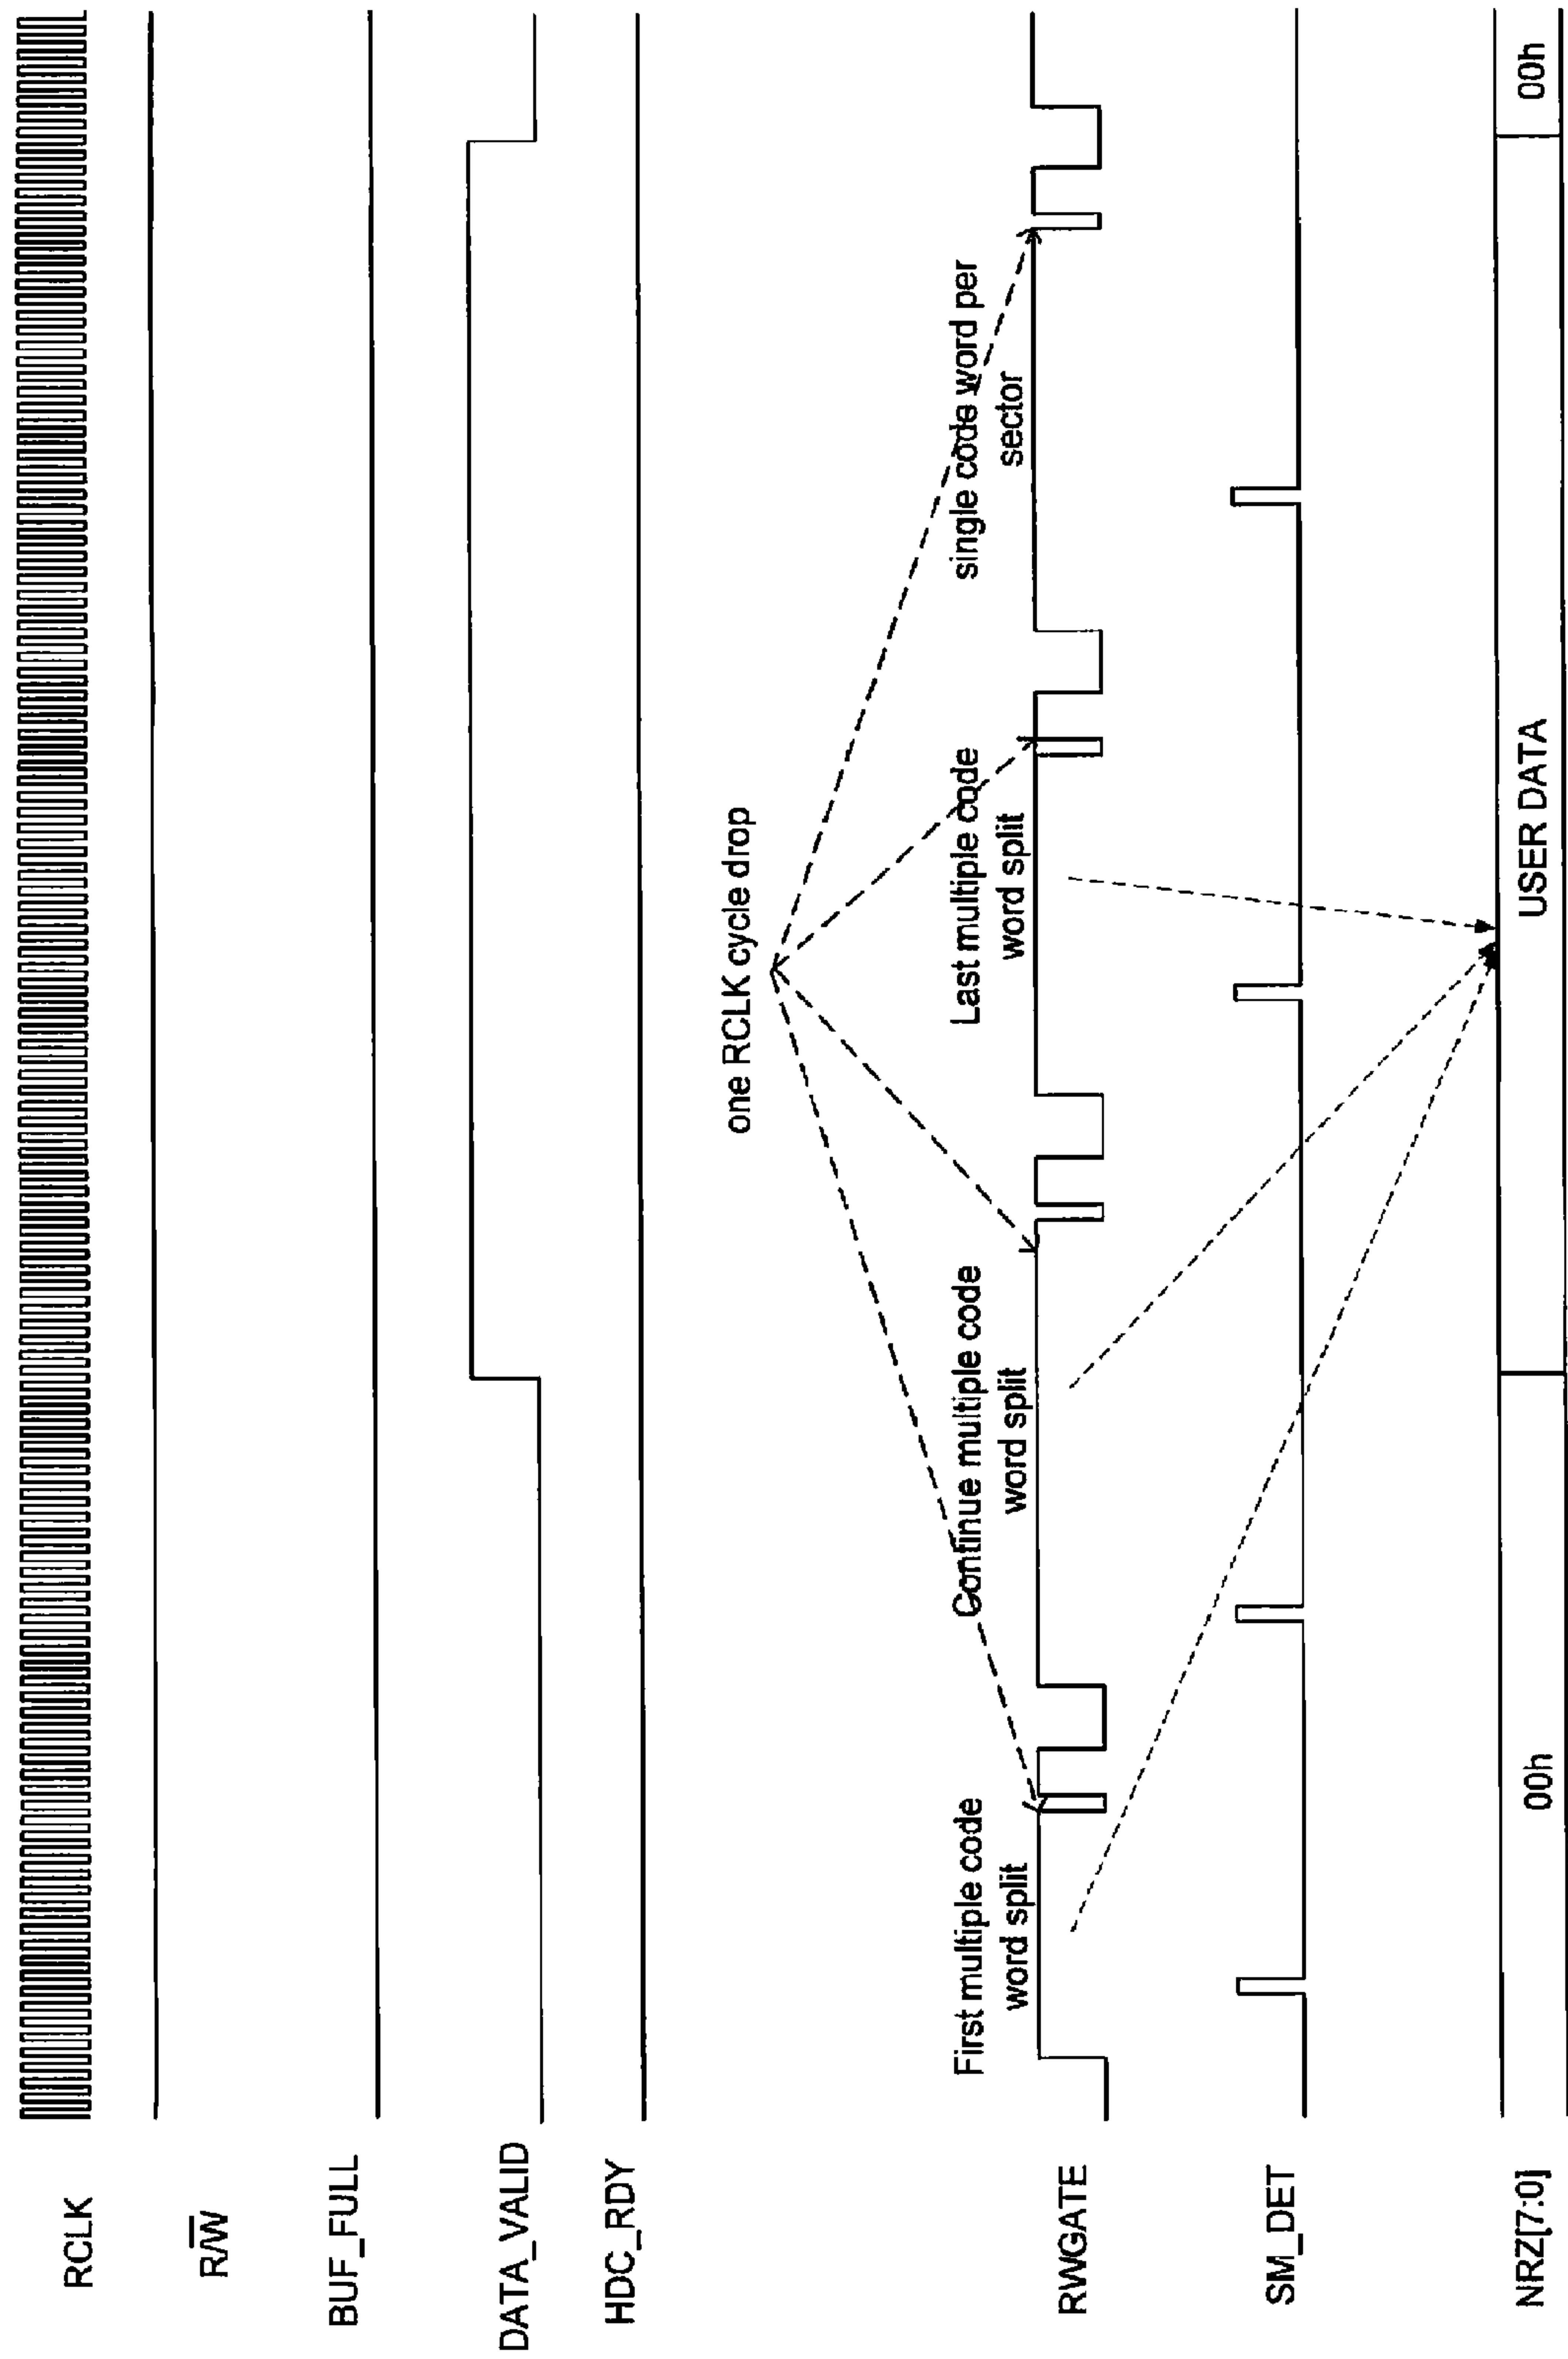 RCLK
R/W̅
BUF_FULL
DATA_VALID
HDC_RDY
one RCLK cycle drop
First multiple code
word split
Continue multiple code
word split
Last multiple code
word split
single code word per
sector
RWGATE
SM_DET
NRZ[7:0]
00h
USER DATA
00h